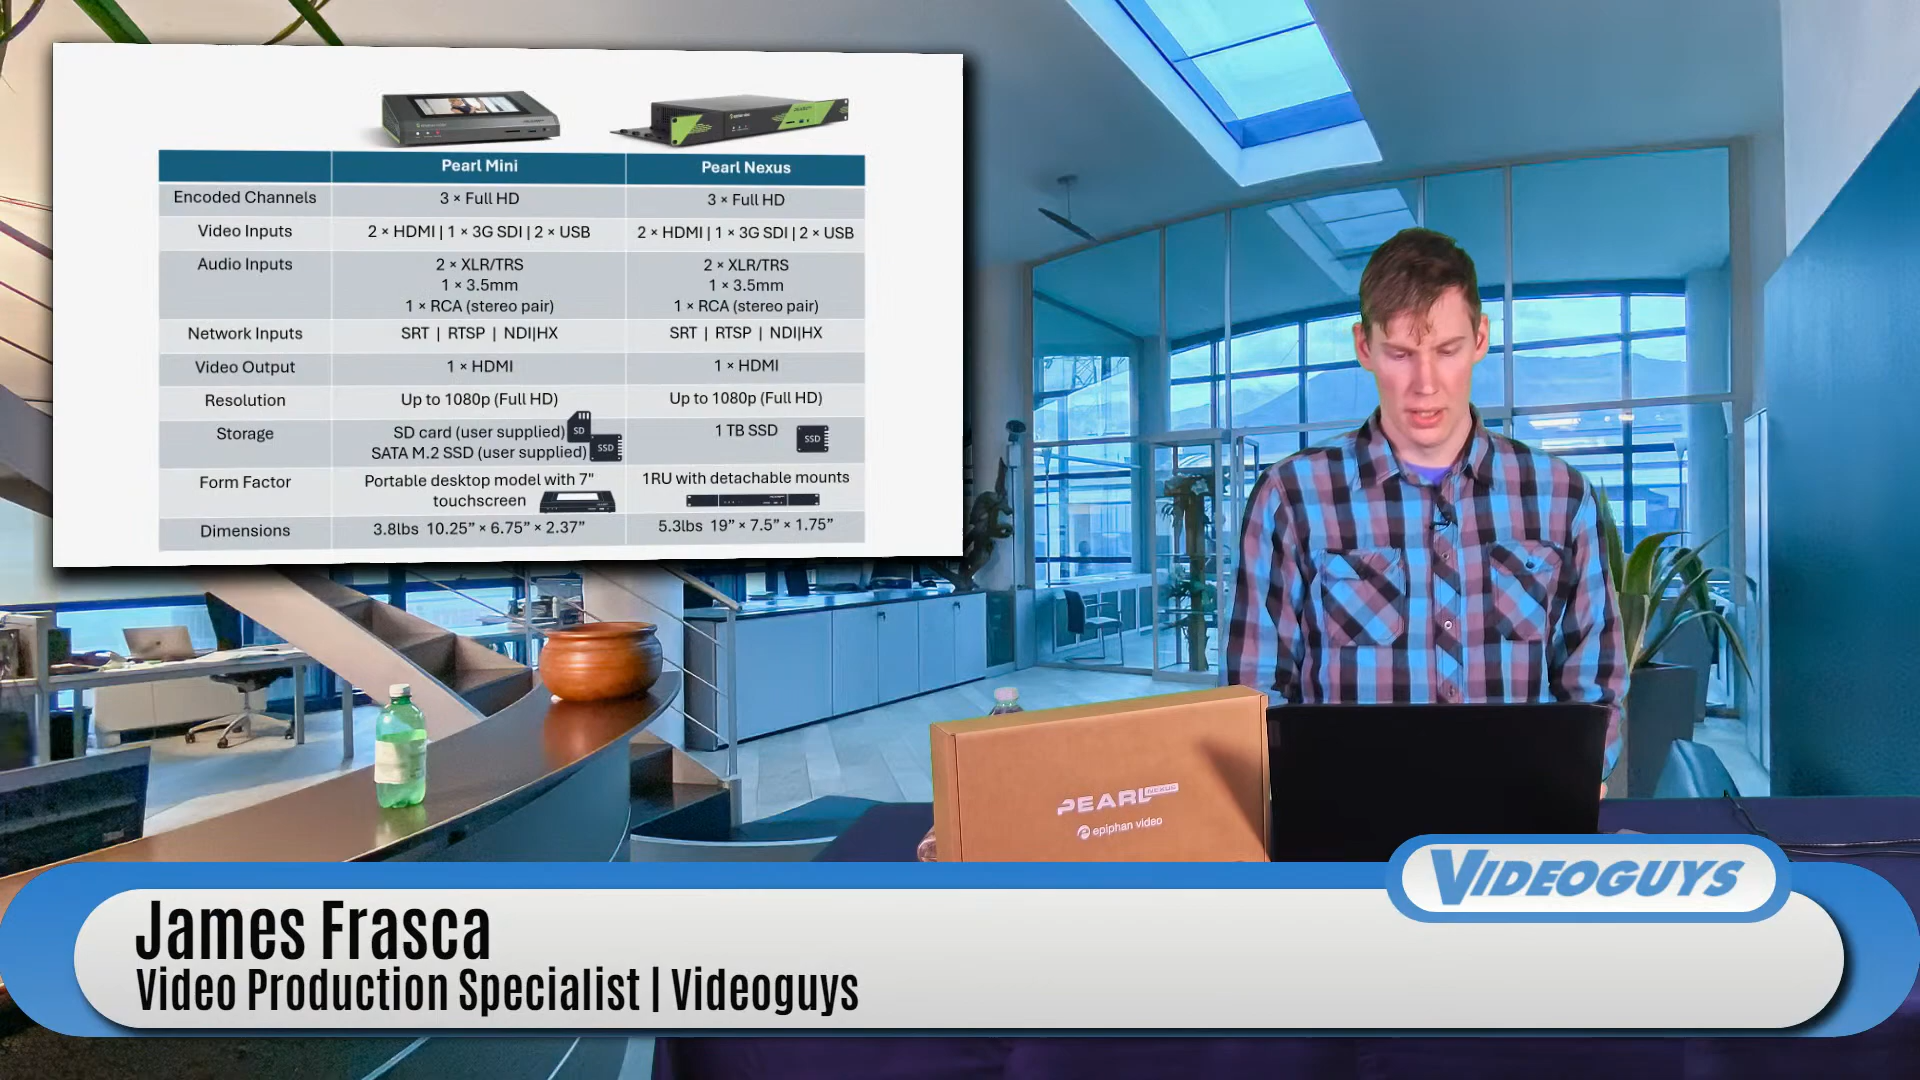 Pearl Mini Pearl Nexus
Encoded Channels 3 × Full HD 3 × Full HD
Video Inputs 2 × HDMI | 1 × 3G SDI | 2 × USB 2 × HDMI | 1 × 3G SDI | 2 × USB
Audio Inputs 2 × XLR/TRS 2 × XLR/TRS
1 × 3.5mm 1 × 3.5mm
1 × RCA (stereo pair) 1 × RCA (stereo pair)
Network Inputs SRT | RTSP | NDI|HX SRT | RTSP | NDI|HX
Video Output 1 × HDMI 1 × HDMI
Resolution Up to 1080p (Full HD) Up to 1080p (Full HD)
Storage SD card (user supplied) SD 1 TB SSD SSD
SATA M.2 SSD (user supplied) SSD
Form Factor Portable desktop model with 7" 1RU with detachable mounts
touchscreen
Dimensions 3.8lbs 10.25” × 6.75” × 2.37” 5.3lbs 19” × 7.5” × 1.75”
PEARL NEXUS
epiphan video
VIDEOGUYS
James Frasca
Video Production Specialist | Videoguys